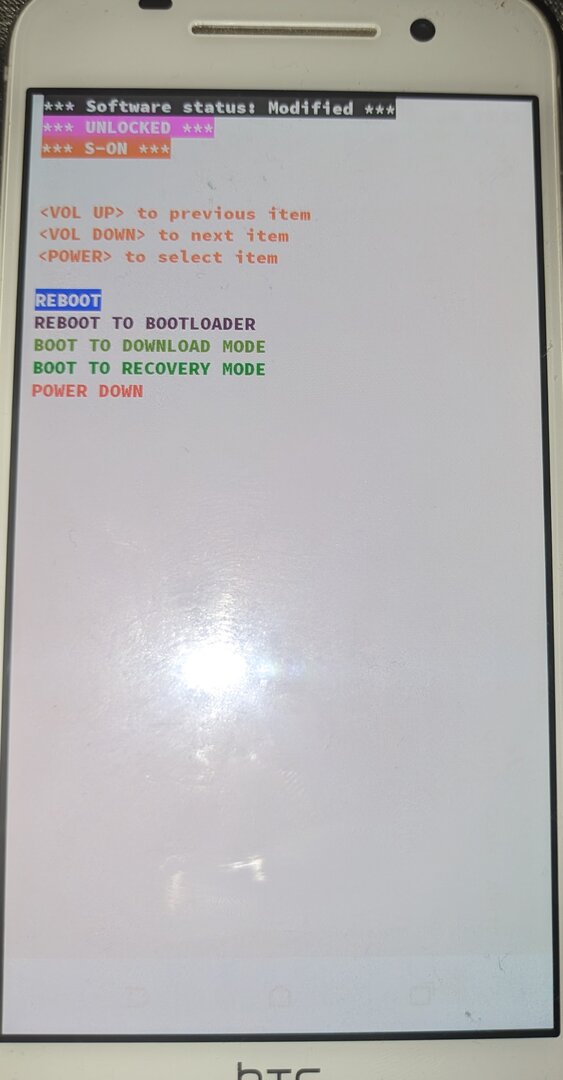 *** Software status: Modified ***
*** UNLOCKED ***
*** S-ON ***
<VOL UP> to previous item
<VOL DOWN> to next item
<POWER> to select item
REBOOT
REBOOT TO BOOTLOADER
BOOT TO DOWNLOAD MODE
BOOT TO RECOVERY MODE
POWER DOWN
hTC